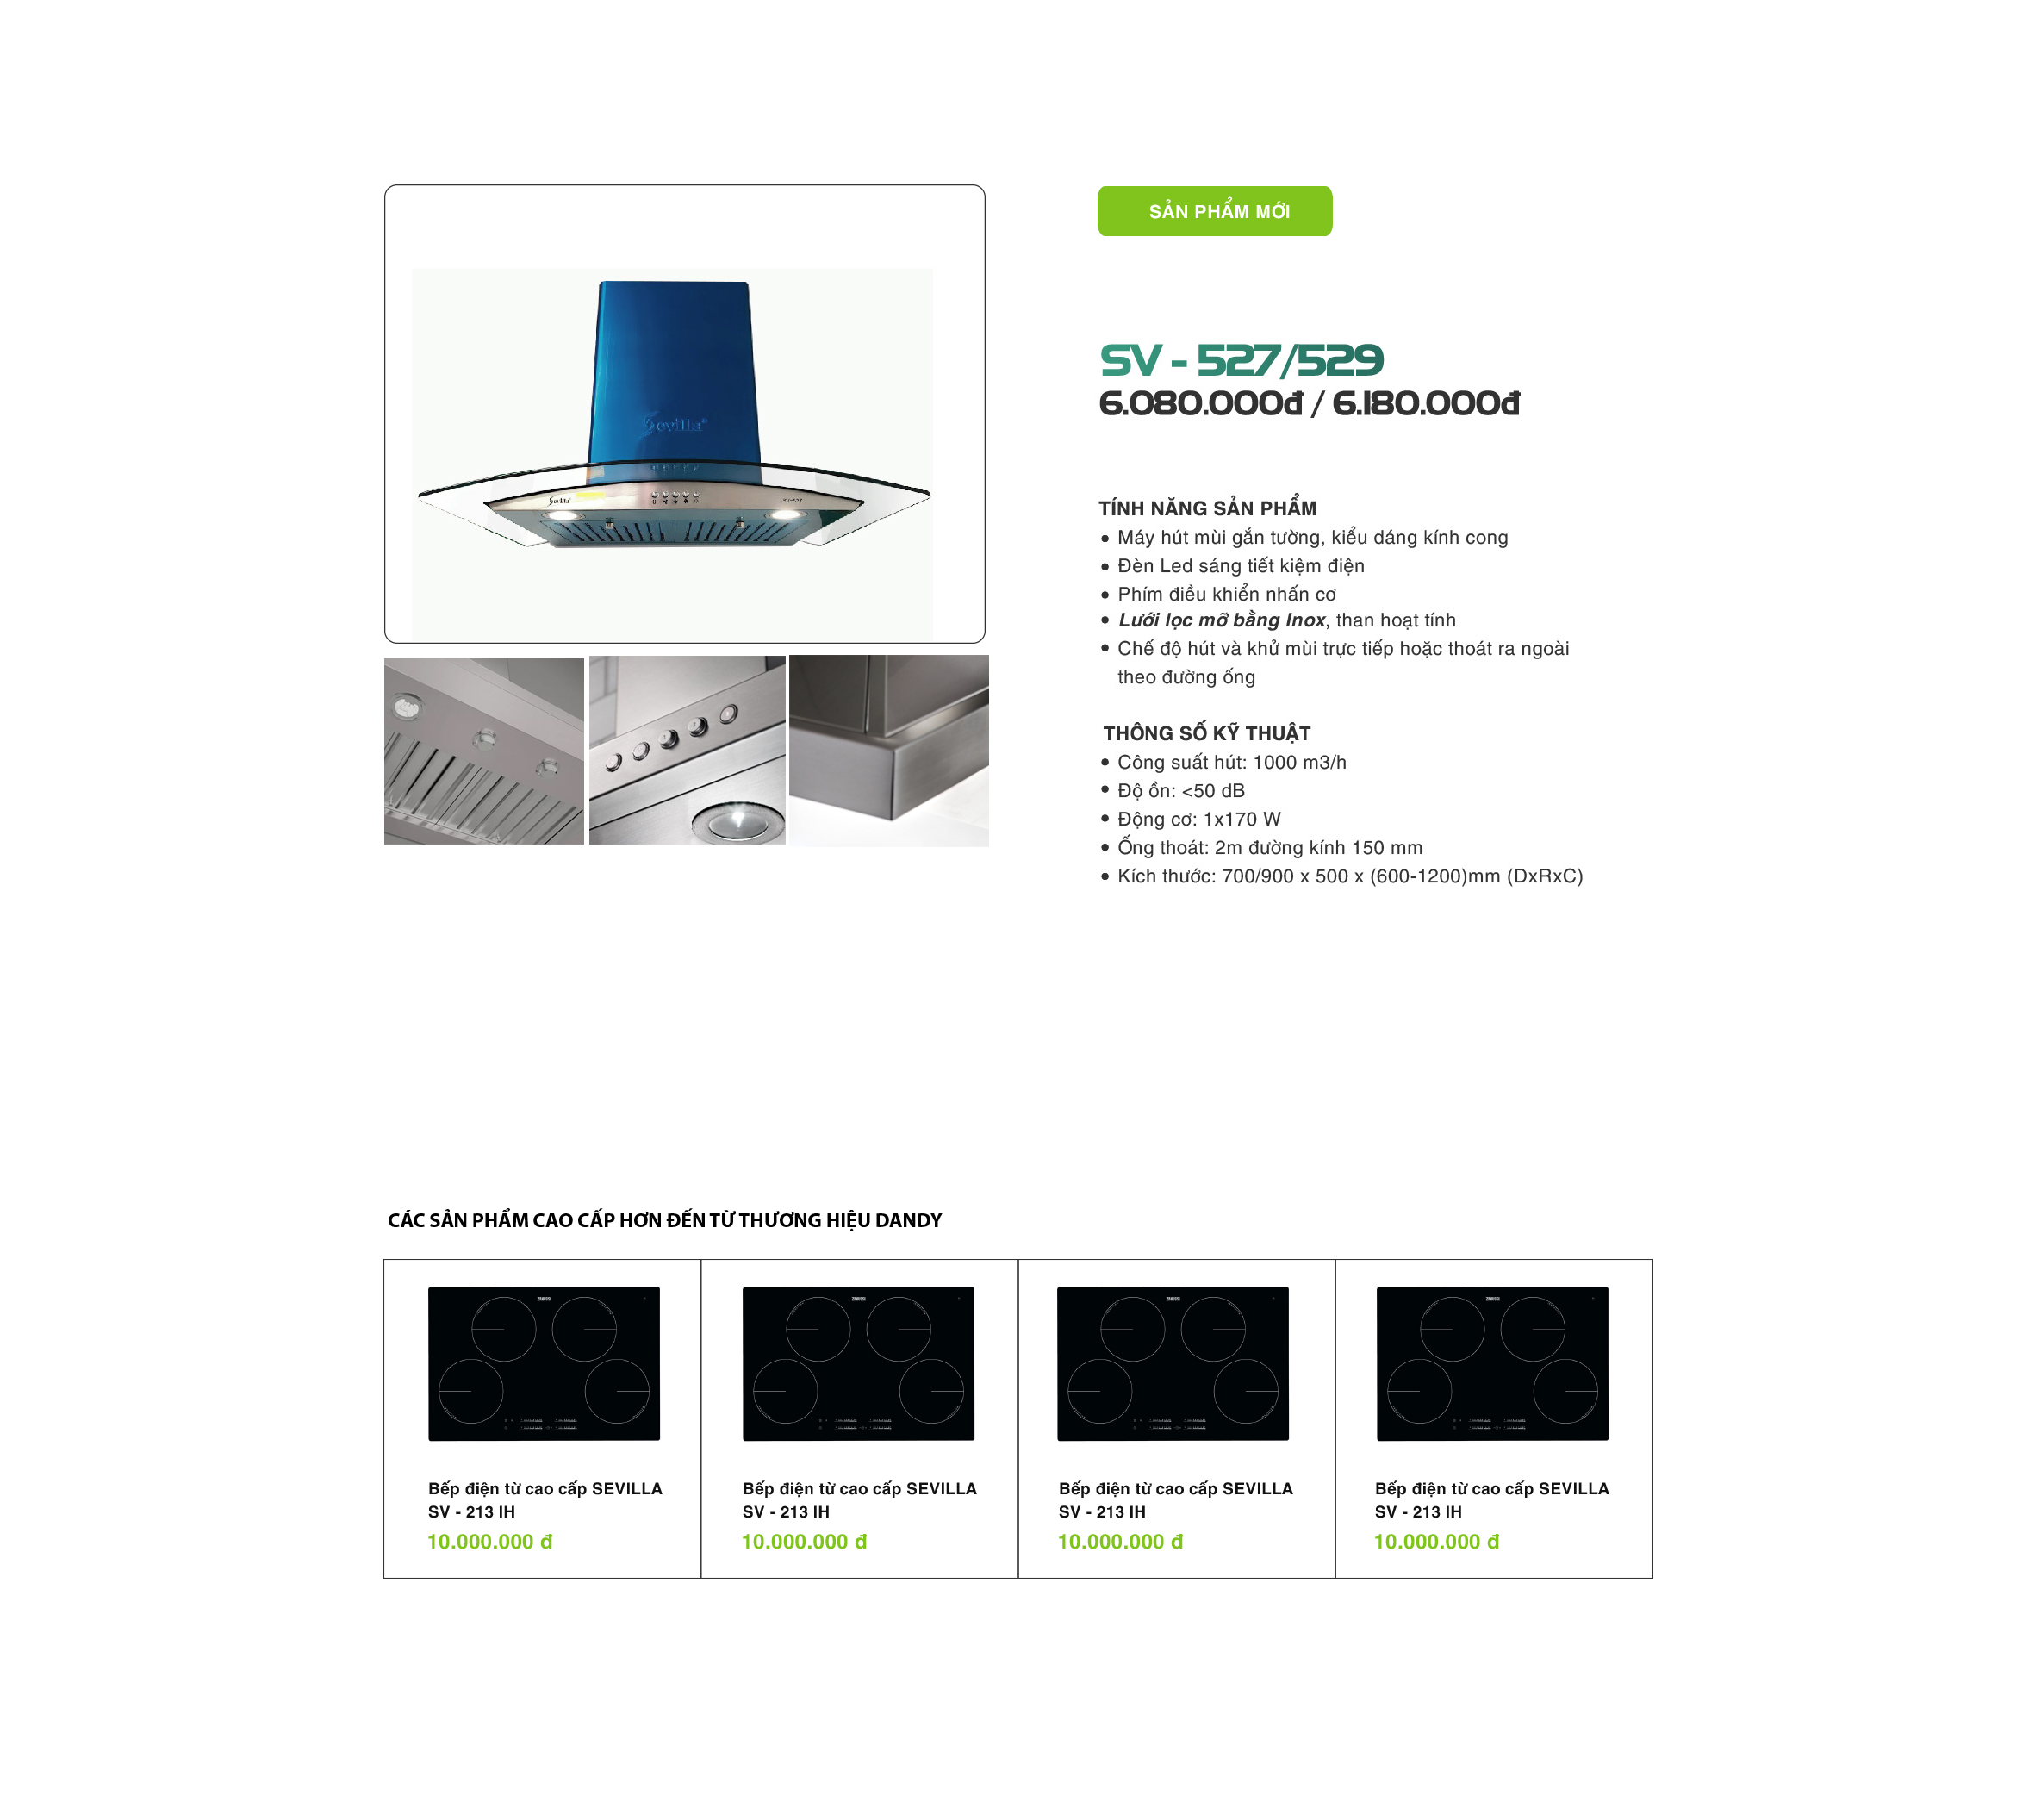 SẢN PHẨM MỚI
SV - 527/529
6.080.000đ / 6.180.000đ
Sevilla
Sevilla
SV-527
TÍNH NĂNG SẢN PHẨM
Máy hút mùi gắn tường, kiểu dáng kính cong
Đèn Led sáng tiết kiệm điện
Phím điều khiển nhấn cơ
Lưới lọc mỡ bằng Inox, than hoạt tính
Chế độ hút và khử mùi trực tiếp hoặc thoát ra ngoài
theo đường ống
THÔNG SỐ KỸ THUẬT
Công suất hút: 1000 m3/h
Độ ồn: <50 dB
Động cơ: 1x170 W
Ống thoát: 2m đường kính 150 mm
Kích thước: 700/900 x 500 x (600-1200)mm (DxRxC)
CÁC SẢN PHẨM CAO CẤP HƠN ĐẾN TỪ THƯƠNG HIỆU DANDY
Bếp điện từ cao cấp SEVILLA
SV - 213 IH
10.000.000 đ
Bếp điện từ cao cấp SEVILLA
SV - 213 IH
10.000.000 đ
Bếp điện từ cao cấp SEVILLA
SV - 213 IH
10.000.000 đ
Bếp điện từ cao cấp SEVILLA
SV - 213 IH
10.000.000 đ